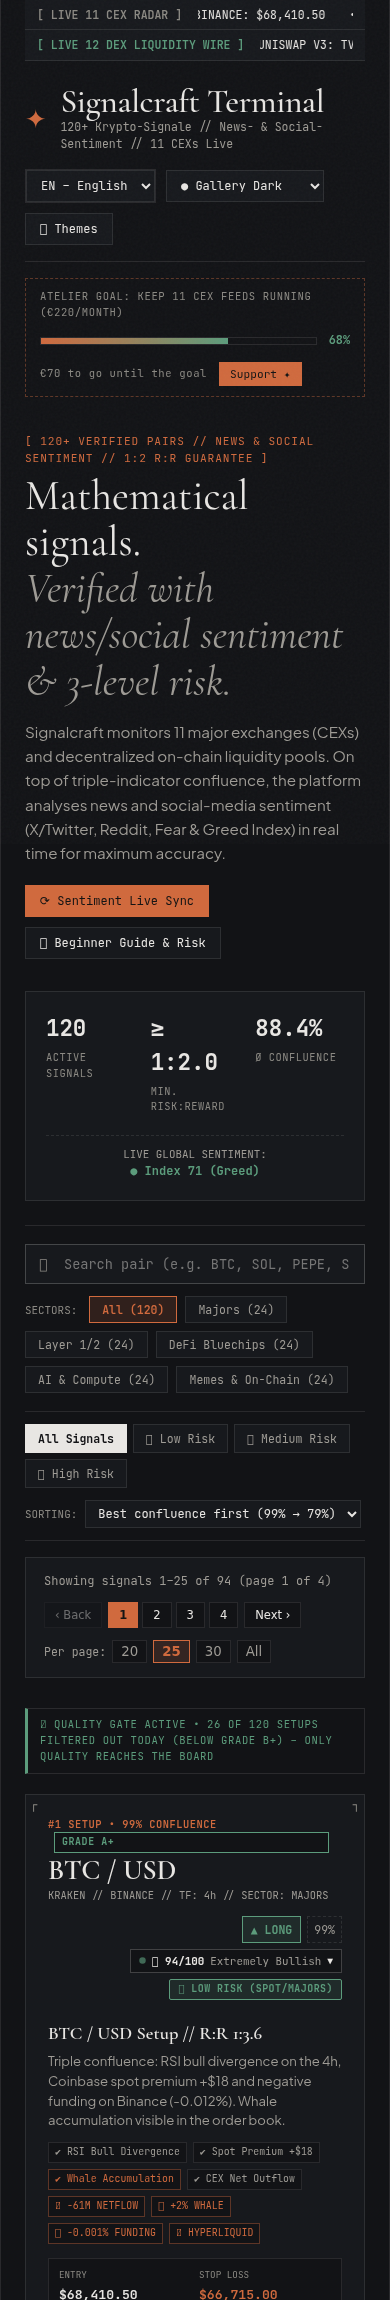 [ LIVE 11 CEX RADAR ] BINANCE: $68,410.50 •
[ LIVE 12 DEX LIQUIDITY WIRE ] UNISWAP V3: TV
✦ Signalcraft Terminal
120+ Krypto-Signale // News- & Social-
Sentiment // 11 CEXs Live
EN – English ● Gallery Dark
Themes
ATELIER GOAL: KEEP 11 CEX FEEDS RUNNING
(€220/MONTH)
68%
€70 to go until the goal Support ✦
[ 120+ VERIFIED PAIRS // NEWS & SOCIAL
SENTIMENT // 1:2 R:R GUARANTEE ]
Mathematical
signals.
Verified with
news/social sentiment
& 3-level risk.
Signalcraft monitors 11 major exchanges (CEXs)
and decentralized on-chain liquidity pools. On
top of triple-indicator confluence, the platform
analyses news and social-media sentiment
(X/Twitter, Reddit, Fear & Greed Index) in real
time for maximum accuracy.
⟳ Sentiment Live Sync
Beginner Guide & Risk
120 ≥ 88.4%
1:2.0
ACTIVE Ø CONFLUENCE
SIGNALS
MIN.
RISK:REWARD
LIVE GLOBAL SENTIMENT:
● Index 71 (Greed)
Search pair (e.g. BTC, SOL, PEPE, S
SECTORS: All (120) Majors (24)
Layer 1/2 (24) DeFi Bluechips (24)
AI & Compute (24) Memes & On-Chain (24)
All Signals Low Risk Medium Risk
High Risk
SORTING: Best confluence first (99% → 79%)
Showing signals 1–25 of 94 (page 1 of 4)
‹ Back 1 2 3 4 Next ›
Per page: 20 25 30 All
QUALITY GATE ACTIVE • 26 OF 120 SETUPS
FILTERED OUT TODAY (BELOW GRADE B+) – ONLY
QUALITY REACHES THE BOARD
#1 SETUP • 99% CONFLUENCE
GRADE A+
BTC / USD
KRAKEN // BINANCE // TF: 4h // SECTOR: MAJORS
▲ LONG 99%
● 94/100 Extremely Bullish ▼
LOW RISK (SPOT/MAJORS)
BTC / USD Setup // R:R 1:3.6
Triple confluence: RSI bull divergence on the 4h,
Coinbase spot premium +$18 and negative
funding on Binance (-0.012%). Whale
accumulation visible in the order book.
✔ RSI Bull Divergence ✔ Spot Premium +$18
✔ Whale Accumulation ✔ CEX Net Outflow
-61M NETFLOW +2% WHALE
-0.001% FUNDING HYPERLIQUID
ENTRY STOP LOSS
$68,410.50 $66,715.00